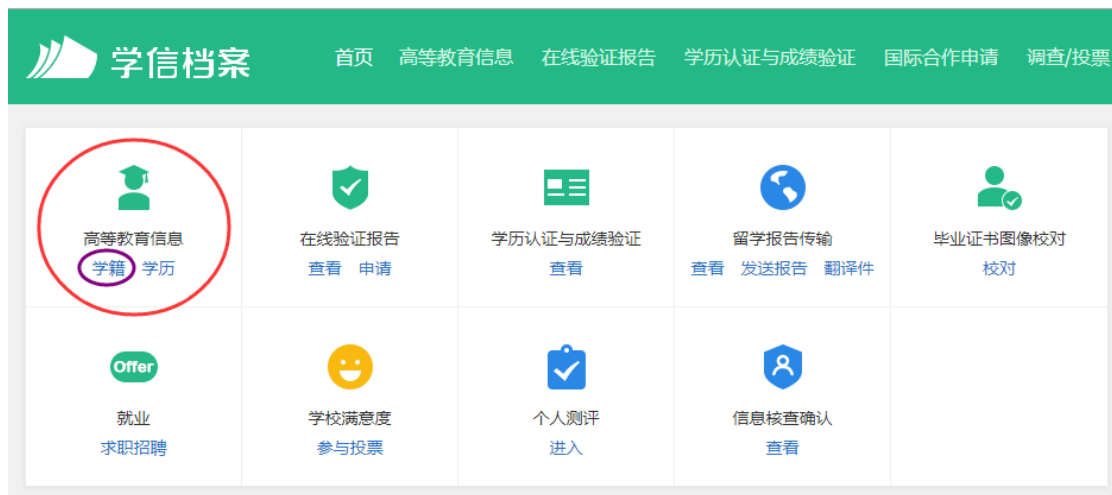 学信档案 首页 高等教育信息 在线验证报告 学历认证与成绩验证 国际合作申请 调查/投票
高等教育信息 在线验证报告 学历认证与成绩验证 留学报告传输 毕业证书图像校对
学籍 学历 查看 申请 查看 查看 发送报告 翻译件 校对
Offer
就业 学校满意度 个人测评 信息核查确认
求职招聘 参与投票 进入 查看